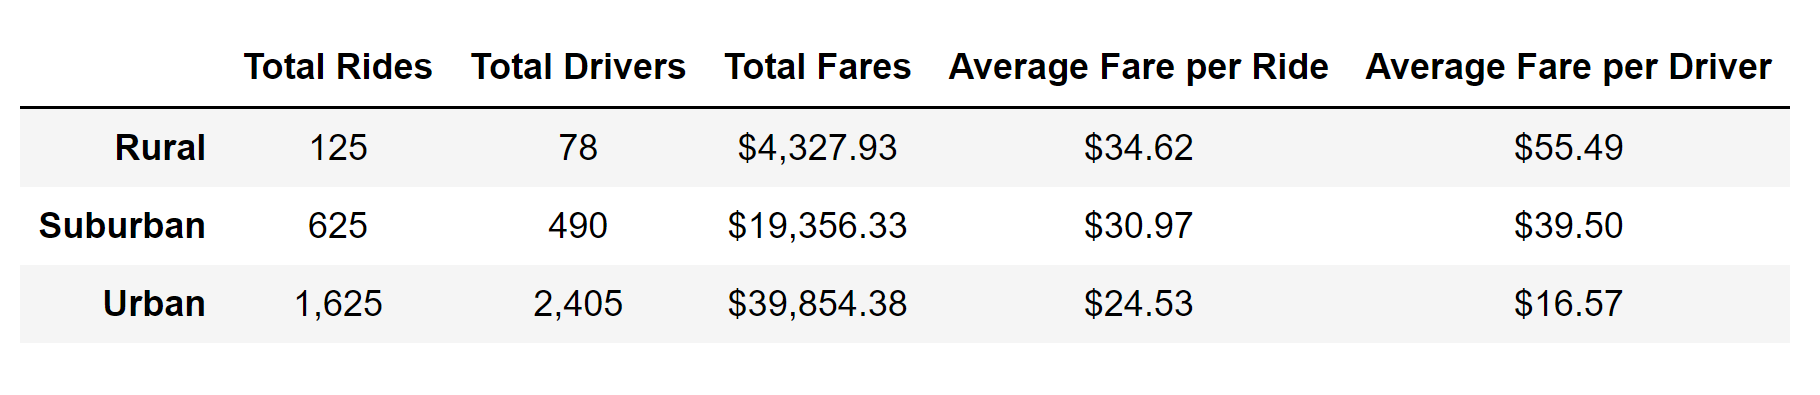 Total Rides Total Drivers Total Fares Average Fare per Ride Average Fare per Driver
Rural 125 78 $4,327.93 $34.62 $55.49
Suburban 625 490 $19,356.33 $30.97 $39.50
Urban 1,625 2,405 $39,854.38 $24.53 $16.57